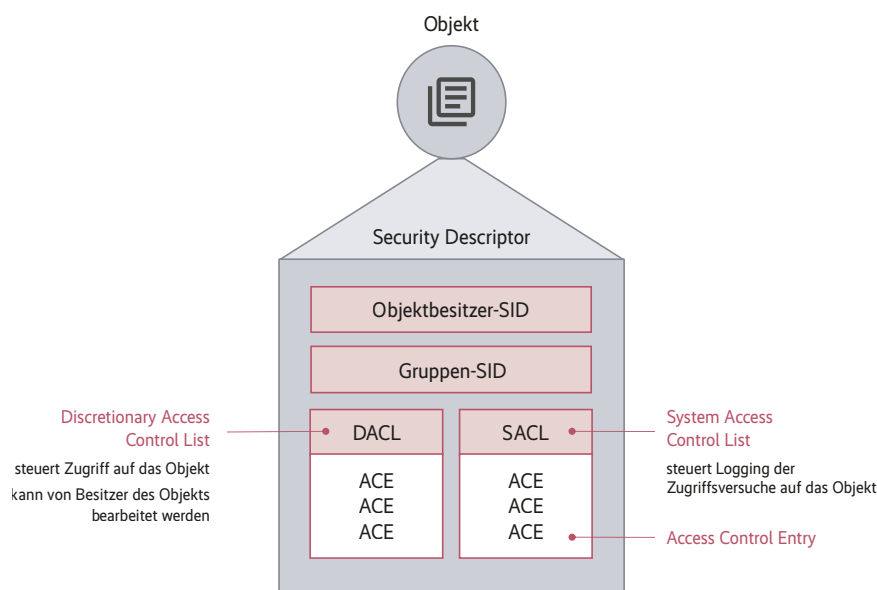 Objekt
Security Descriptor
Objektbesitzer-SID
Gruppen-SID
Discretionary Access
Control List
steuert Zugriff auf das Objekt
kann von Besitzer des Objekts
bearbeitet werden
DACL
ACE
ACE
ACE
SACL
ACE
ACE
ACE
System Access
Control List
steuert Logging der
Zugriffsversuche auf das Objekt
Access Control Entry